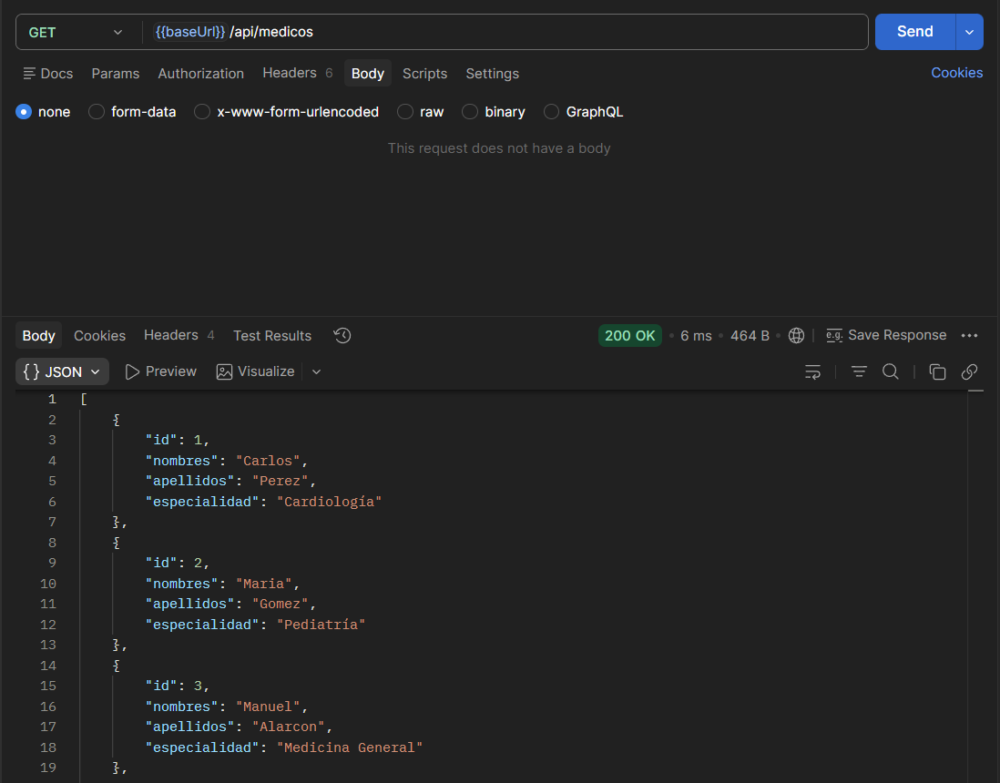 GET {{baseUrl}} /api/medicos Send
Docs Params Authorization Headers 6 Body Scripts Settings Cookies
none form-data x-www-form-urlencoded raw binary GraphQL
This request does not have a body
Body Cookies Headers 4 Test Results 200 OK • 6 ms • 464 B • e.g. Save Response
{} JSON Preview Visualize
1 [
2 {
3 "id": 1,
4 "nombres": "Carlos",
5 "apellidos": "Perez",
6 "especialidad": "Cardiología"
7 },
8 {
9 "id": 2,
10 "nombres": "Maria",
11 "apellidos": "Gomez",
12 "especialidad": "Pediatría"
13 },
14 {
15 "id": 3,
16 "nombres": "Manuel",
17 "apellidos": "Alarcon",
18 "especialidad": "Medicina General"
19 },